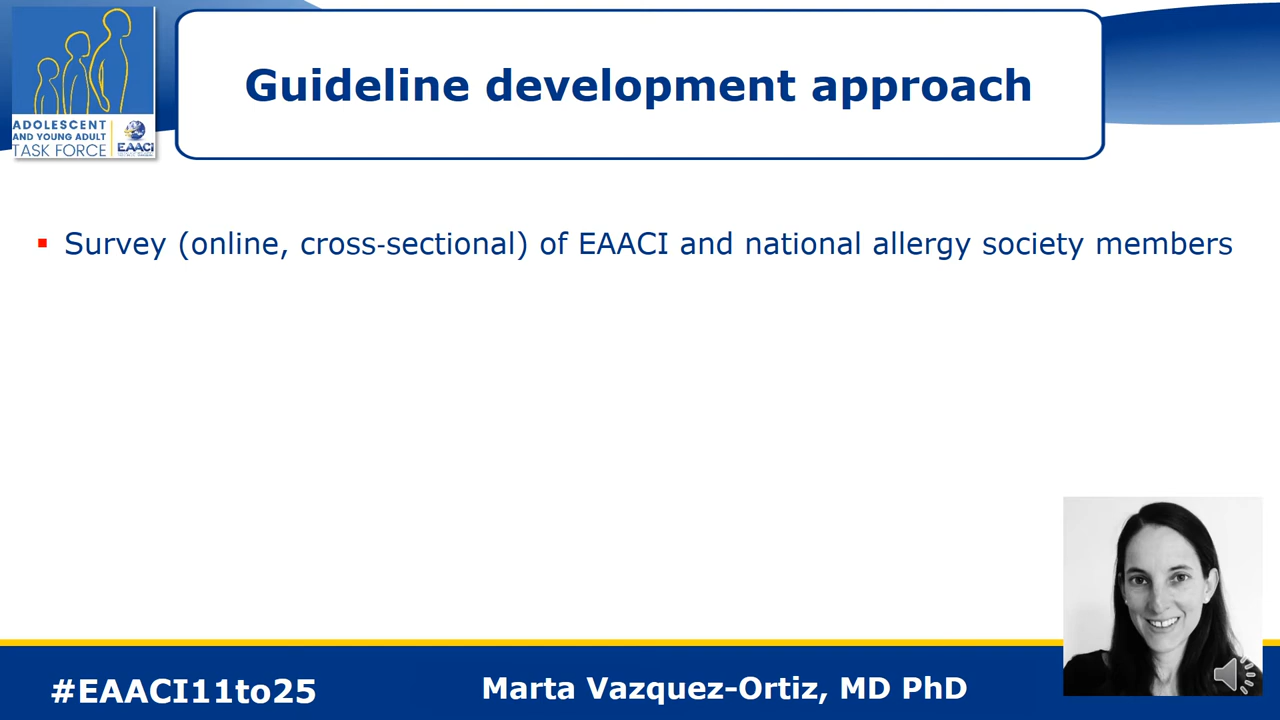 Guideline development approach
ADOLESCENT
AND YOUNG ADULT
TASK FORCE
EAACI
▪ Survey (online, cross-sectional) of EAACI and national allergy society members
#EAACI11to25
Marta Vazquez-Ortiz, MD PhD